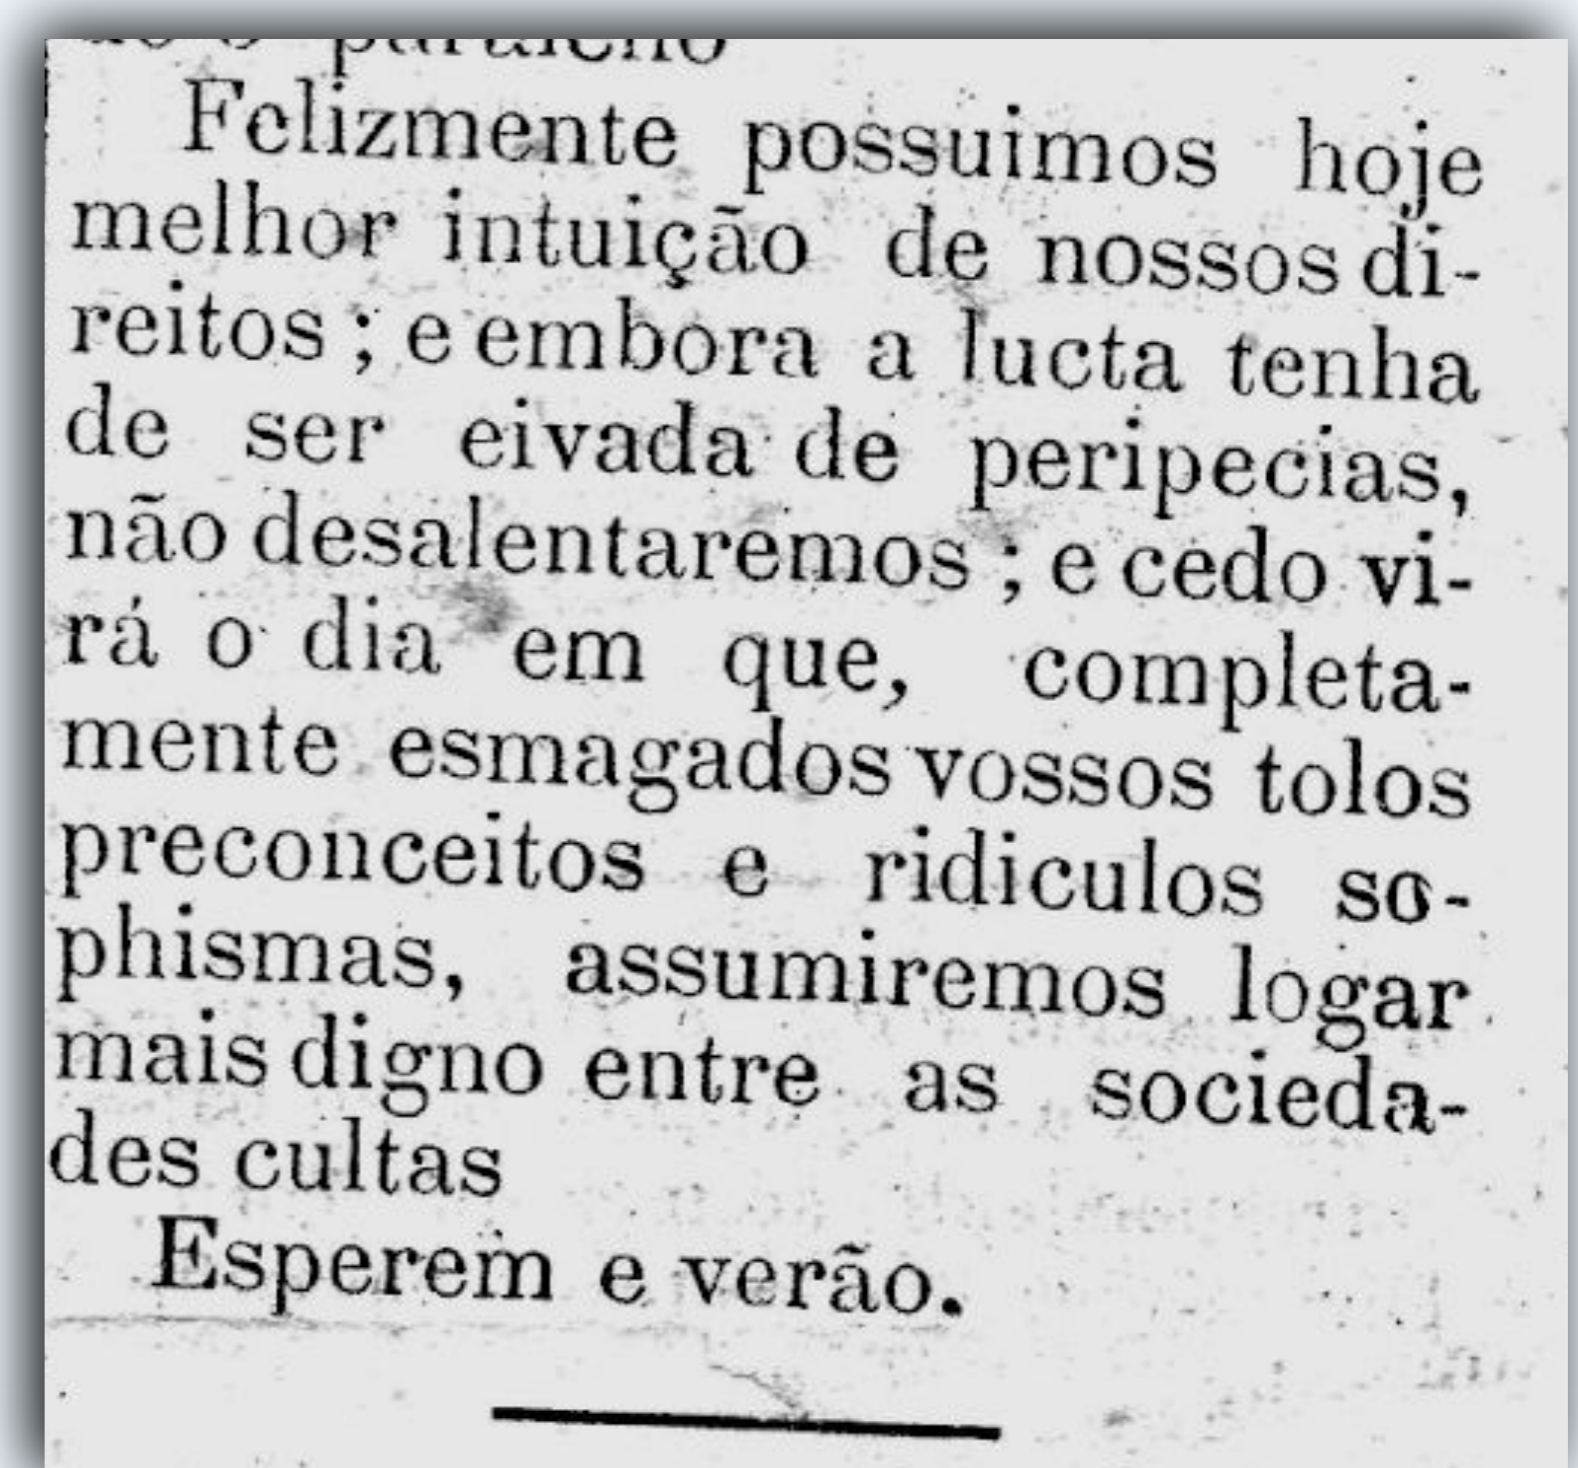 Felizmente possuimos hoje
melhor intuição de nossos di-
reitos ; e embora a lucta tenha
de ser eivada de peripecias,
não desalentaremos ; e cedo vi-
rá o dia em que, completa-
mente esmagados vossos tolos
preconceitos e ridiculos so-
phismas, assumiremos logar
mais digno entre as socieda-
des cultas
Esperem e verão.